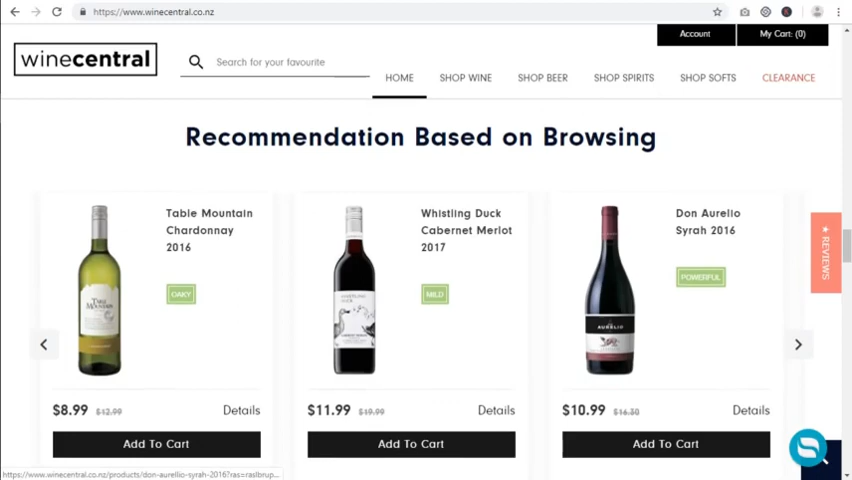 https://www.winecentral.co.nz
Account
My Cart: (0)
winecentral
Search for your favourite
HOME
SHOP WINE
SHOP BEER
SHOP SPIRITS
SHOP SOFTS
CLEARANCE
Recommendation Based on Browsing
Table Mountain
Chardonnay
2016
OAKY
Whistling Duck
Cabernet Merlot
2017
MILD
Don Aurelio
Syrah 2016
POWERFUL
TABLE
MOUNTAIN
AURELIO
★ REVIEWS
$8.99 $12.99 Details
$11.99 $19.99 Details
$10.99 $16.30 Details
Add To Cart
Add To Cart
Add To Cart
https://www.winecentral.co.nz/products/don-aurellio-syrah-2016?ras=raslbrup...